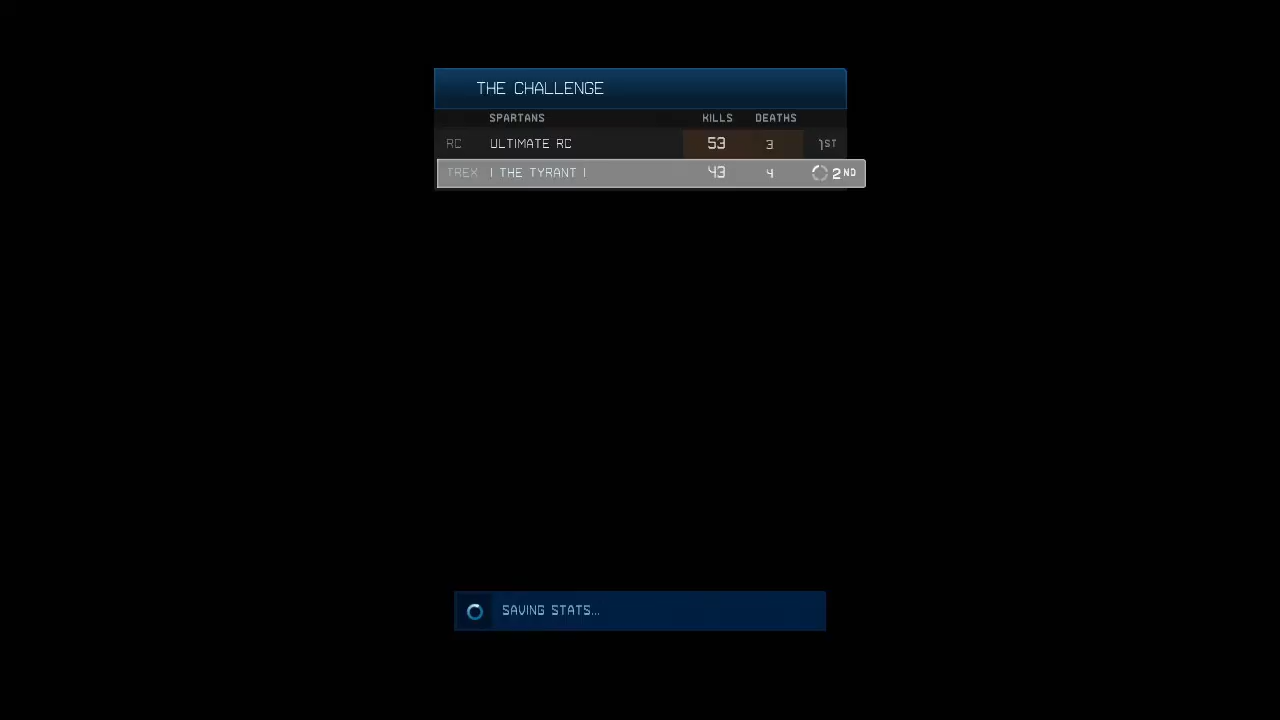 THE CHALLENGE
SPARTANS KILLS DEATHS
RC ULTIMATE RC 53 3 1ST
TREX | THE TYRANT | 43 4 2ND
SAVING STATS...